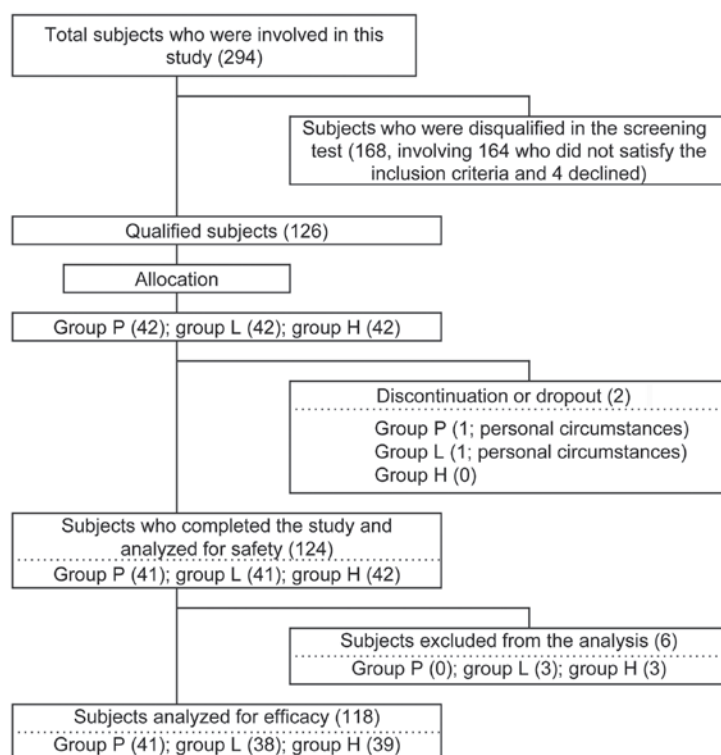 Total subjects who were involved in this
study (294)
Subjects who were disqualified in the screening
test (168, involving 164 who did not satisfy the
inclusion criteria and 4 declined)
Qualified subjects (126)
Allocation
Group P (42); group L (42); group H (42)
Discontinuation or dropout (2)
Group P (1; personal circumstances)
Group L (1; personal circumstances)
Group H (0)
Subjects who completed the study and
analyzed for safety (124)
Group P (41); group L (41); group H (42)
Subjects excluded from the analysis (6)
Group P (0); group L (3); group H (3)
Subjects analyzed for efficacy (118)
Group P (41); group L (38); group H (39)